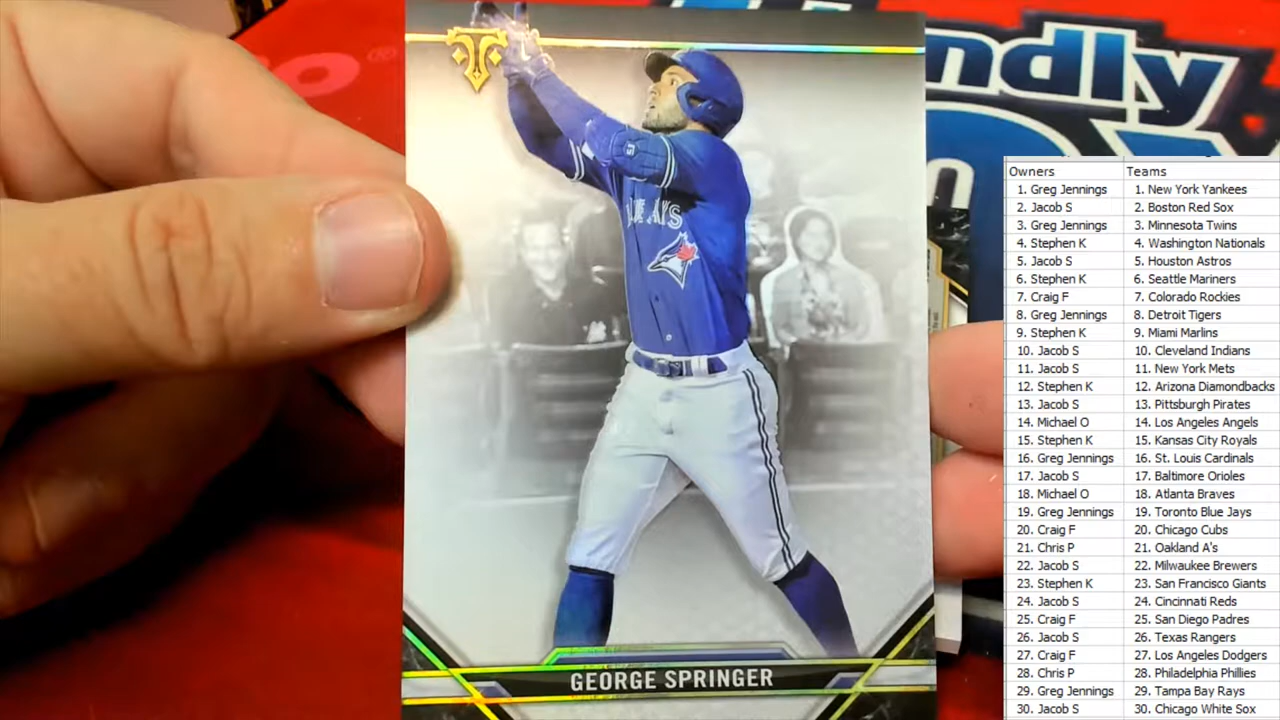 ndly
BLUE JAYS
GEORGE SPRINGER
Owners Teams
1. Greg Jennings 1. New York Yankees
2. Jacob S 2. Boston Red Sox
3. Greg Jennings 3. Minnesota Twins
4. Stephen K 4. Washington Nationals
5. Jacob S 5. Houston Astros
6. Stephen K 6. Seattle Mariners
7. Craig F 7. Colorado Rockies
8. Greg Jennings 8. Detroit Tigers
9. Stephen K 9. Miami Marlins
10. Jacob S 10. Cleveland Indians
11. Jacob S 11. New York Mets
12. Stephen K 12. Arizona Diamondbacks
13. Jacob S 13. Pittsburgh Pirates
14. Michael O 14. Los Angeles Angels
15. Stephen K 15. Kansas City Royals
16. Greg Jennings 16. St. Louis Cardinals
17. Jacob S 17. Baltimore Orioles
18. Michael O 18. Atlanta Braves
19. Greg Jennings 19. Toronto Blue Jays
20. Craig F 20. Chicago Cubs
21. Chris P 21. Oakland A's
22. Jacob S 22. Milwaukee Brewers
23. Stephen K 23. San Francisco Giants
24. Jacob S 24. Cincinnati Reds
25. Craig F 25. San Diego Padres
26. Jacob S 26. Texas Rangers
27. Craig F 27. Los Angeles Dodgers
28. Chris P 28. Philadelphia Phillies
29. Greg Jennings 29. Tampa Bay Rays
30. Jacob S 30. Chicago White Sox